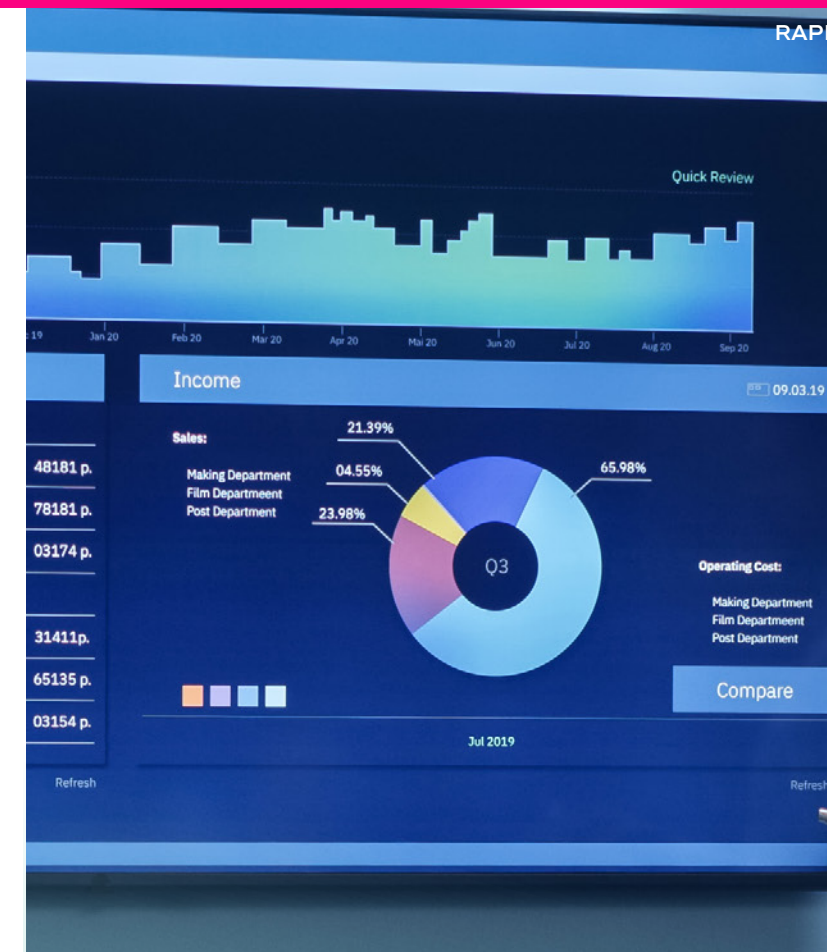 RAPI
Quick Review
19
Jan 20
Feb 20
Mar 20
Apr 20
Mai 20
Jun 20
Jul 20
Aug 20
Sep 20
Income
09.03.19
48181 p.
78181 p.
03174 p.
31411p.
65135 p.
03154 p.
Refresh
Sales:
Making Department
Film Departmeent
Post Department
21.39%
04.55%
23.98%
65.98%
Q3
Operating Cost:
Making Department
Film Departmeent
Post Department
Compare
Jul 2019
Refresh